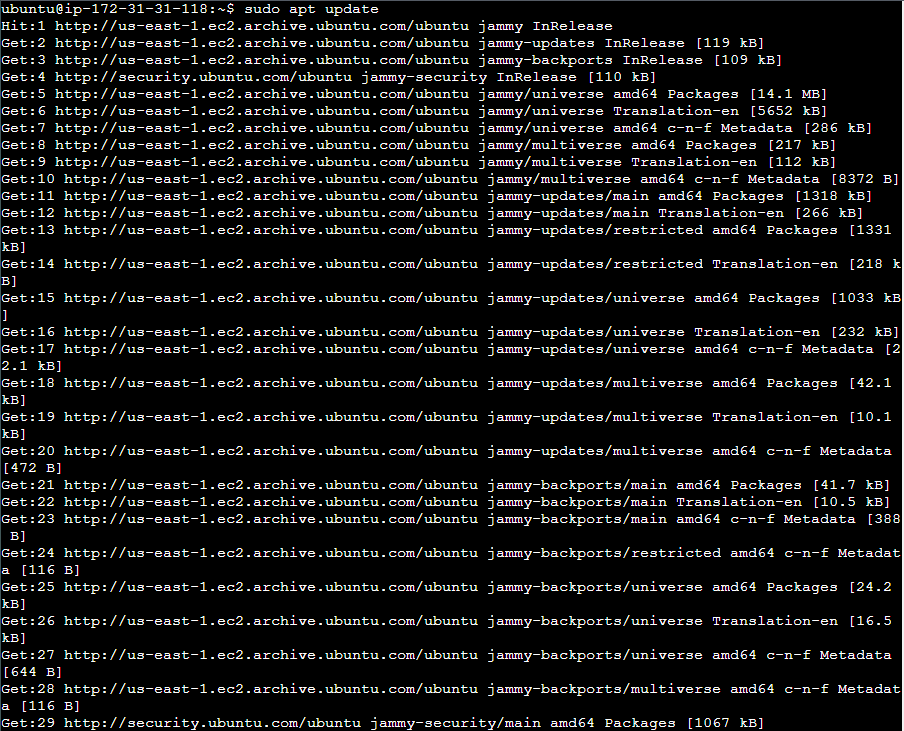 ubuntu@ip-172-31-31-118:~$ sudo apt update
Hit:1 http://us-east-1.ec2.archive.ubuntu.com/ubuntu jammy InRelease
Get:2 http://us-east-1.ec2.archive.ubuntu.com/ubuntu jammy-updates InRelease [119 kB]
Get:3 http://us-east-1.ec2.archive.ubuntu.com/ubuntu jammy-backports InRelease [109 kB]
Get:4 http://security.ubuntu.com/ubuntu jammy-security InRelease [110 kB]
Get:5 http://us-east-1.ec2.archive.ubuntu.com/ubuntu jammy/universe amd64 Packages [14.1 MB]
Get:6 http://us-east-1.ec2.archive.ubuntu.com/ubuntu jammy/universe Translation-en [5652 kB]
Get:7 http://us-east-1.ec2.archive.ubuntu.com/ubuntu jammy/universe amd64 c-n-f Metadata [286 kB]
Get:8 http://us-east-1.ec2.archive.ubuntu.com/ubuntu jammy/multiverse amd64 Packages [217 kB]
Get:9 http://us-east-1.ec2.archive.ubuntu.com/ubuntu jammy/multiverse Translation-en [112 kB]
Get:10 http://us-east-1.ec2.archive.ubuntu.com/ubuntu jammy/multiverse amd64 c-n-f Metadata [8372 B]
Get:11 http://us-east-1.ec2.archive.ubuntu.com/ubuntu jammy-updates/main amd64 Packages [1318 kB]
Get:12 http://us-east-1.ec2.archive.ubuntu.com/ubuntu jammy-updates/main Translation-en [266 kB]
Get:13 http://us-east-1.ec2.archive.ubuntu.com/ubuntu jammy-updates/restricted amd64 Packages [1331
kB]
Get:14 http://us-east-1.ec2.archive.ubuntu.com/ubuntu jammy-updates/restricted Translation-en [218 k
B]
Get:15 http://us-east-1.ec2.archive.ubuntu.com/ubuntu jammy-updates/universe amd64 Packages [1033 kB
]
Get:16 http://us-east-1.ec2.archive.ubuntu.com/ubuntu jammy-updates/universe Translation-en [232 kB]
Get:17 http://us-east-1.ec2.archive.ubuntu.com/ubuntu jammy-updates/universe amd64 c-n-f Metadata [2
2.1 kB]
Get:18 http://us-east-1.ec2.archive.ubuntu.com/ubuntu jammy-updates/multiverse amd64 Packages [42.1
kB]
Get:19 http://us-east-1.ec2.archive.ubuntu.com/ubuntu jammy-updates/multiverse Translation-en [10.1
kB]
Get:20 http://us-east-1.ec2.archive.ubuntu.com/ubuntu jammy-updates/multiverse amd64 c-n-f Metadata
[472 B]
Get:21 http://us-east-1.ec2.archive.ubuntu.com/ubuntu jammy-backports/main amd64 Packages [41.7 kB]
Get:22 http://us-east-1.ec2.archive.ubuntu.com/ubuntu jammy-backports/main Translation-en [10.5 kB]
Get:23 http://us-east-1.ec2.archive.ubuntu.com/ubuntu jammy-backports/main amd64 c-n-f Metadata [388
 B]
Get:24 http://us-east-1.ec2.archive.ubuntu.com/ubuntu jammy-backports/restricted amd64 c-n-f Metadat
a [116 B]
Get:25 http://us-east-1.ec2.archive.ubuntu.com/ubuntu jammy-backports/universe amd64 Packages [24.2
kB]
Get:26 http://us-east-1.ec2.archive.ubuntu.com/ubuntu jammy-backports/universe Translation-en [16.5
kB]
Get:27 http://us-east-1.ec2.archive.ubuntu.com/ubuntu jammy-backports/universe amd64 c-n-f Metadata
[644 B]
Get:28 http://us-east-1.ec2.archive.ubuntu.com/ubuntu jammy-backports/multiverse amd64 c-n-f Metadat
a [116 B]
Get:29 http://security.ubuntu.com/ubuntu jammy-security/main amd64 Packages [1067 kB]